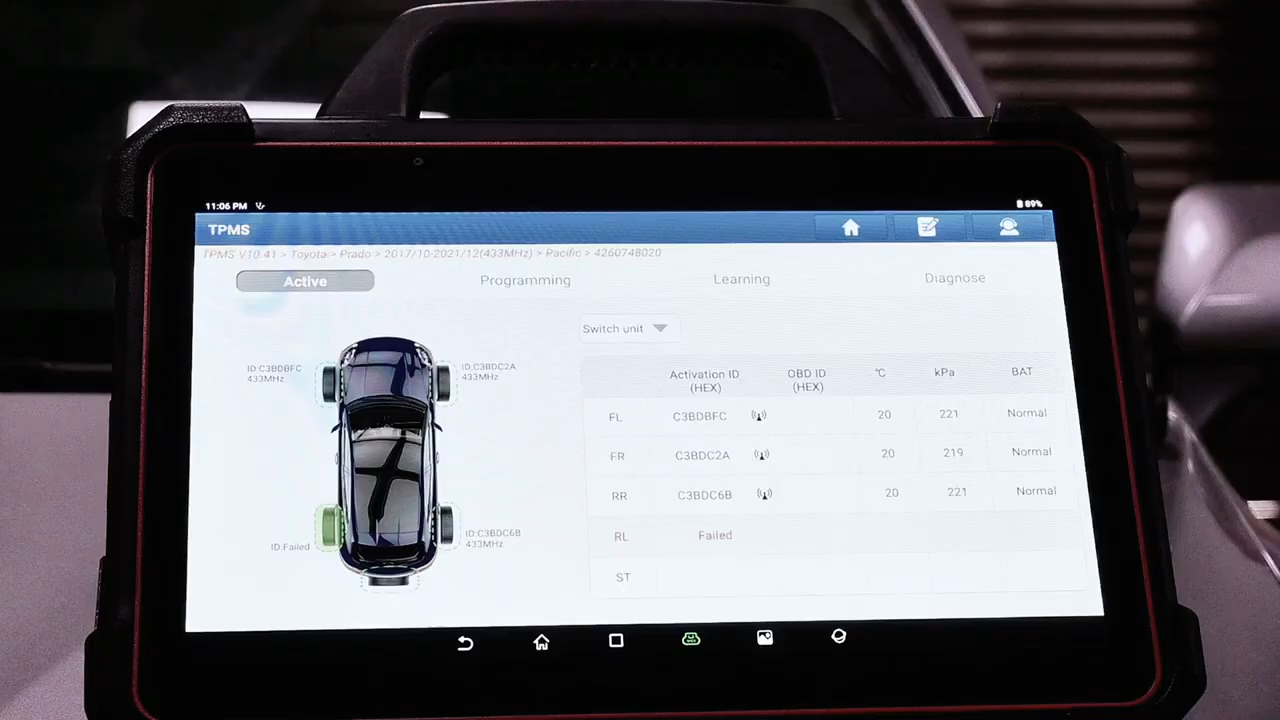 11:06 PM
89%
TPMS
TPMS V10.41 > Toyota > Prado > 2017/10-2021/12(433MHz) > Pacific > 4260748020
Active
Programming
Learning
Diagnose
Switch unit
ID:C3BDBFC
433MHz
ID:C3BDC2A
433MHz
ID:Failed
ID:C3BDC6B
433MHz
Activation ID
(HEX)
OBD ID
(HEX)
℃
kPa
BAT
FL C3BDBFC 20 221 Normal
FR C3BDC2A 20 219 Normal
RR C3BDC6B 20 221 Normal
RL Failed
ST